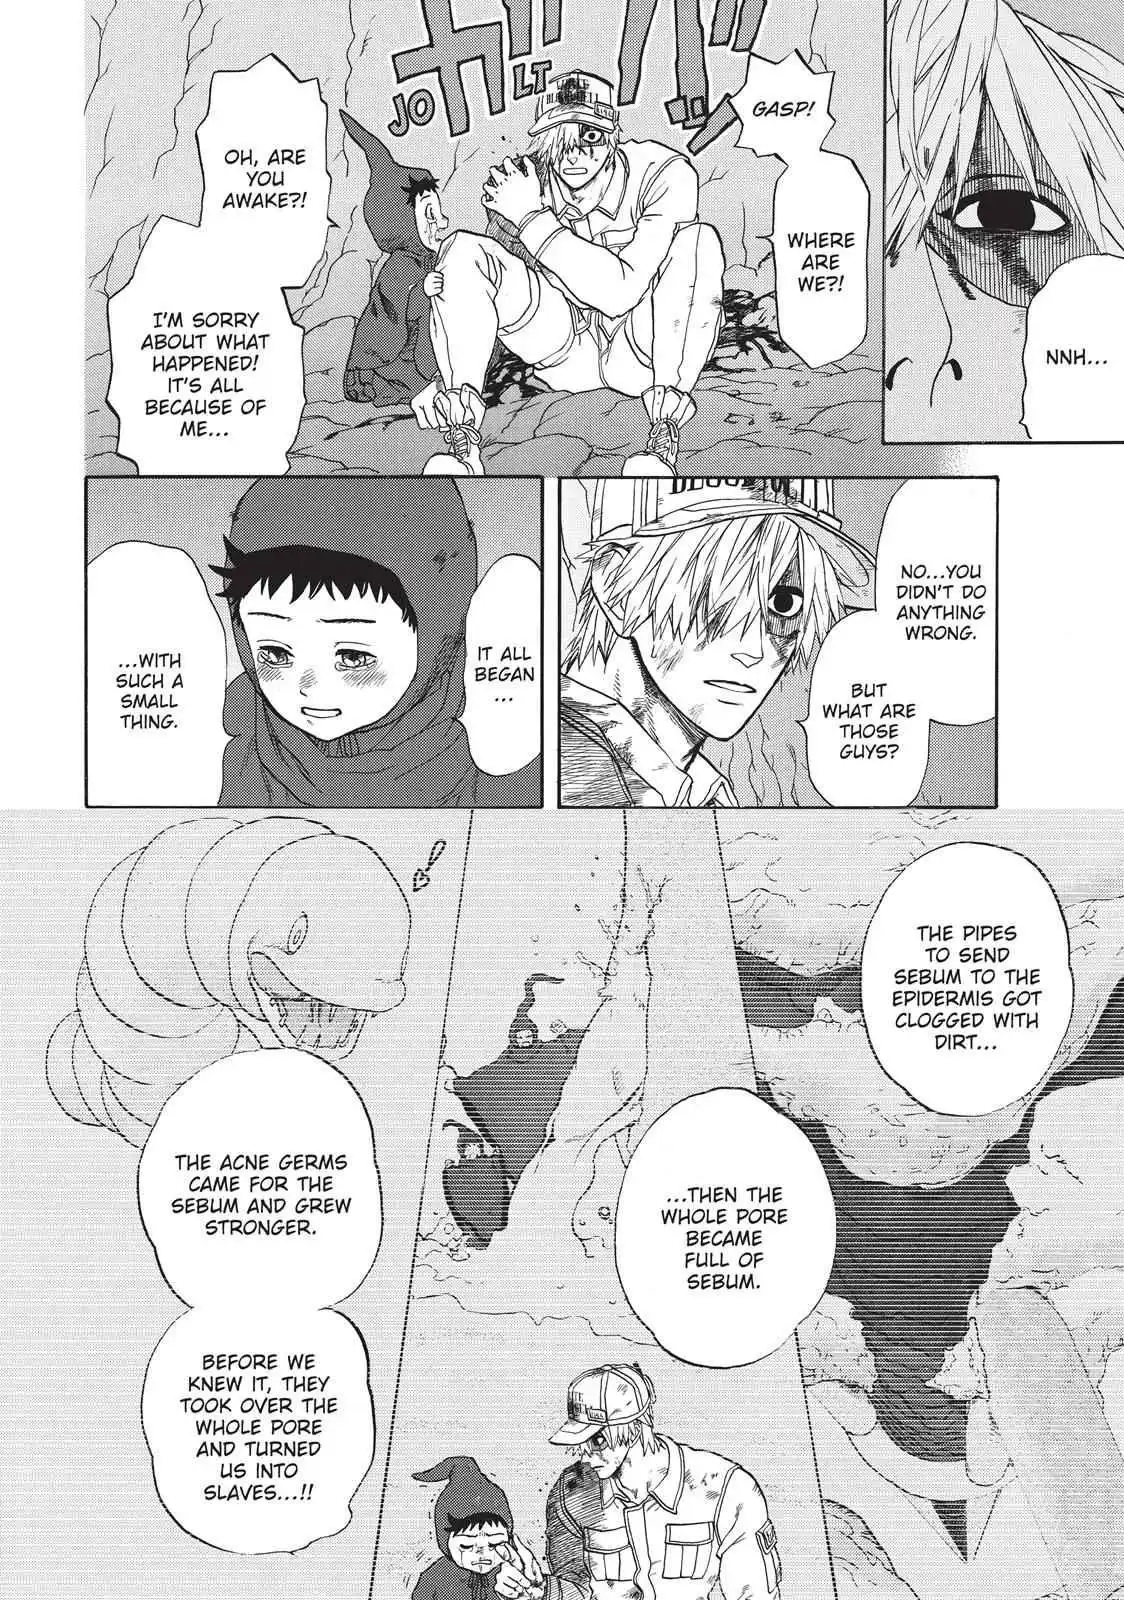 NNH...
GASP!
WHERE
ARE
WE?!
ガバッ
JOLT
OH, ARE
YOU
AWAKE?!
I'M SORRY
ABOUT WHAT
HAPPENED!
IT'S ALL
BECAUSE OF
ME...
NO...YOU
DIDN'T DO
ANYTHING
WRONG.
BUT
WHAT ARE
THOSE
GUYS?
IT ALL
BEGAN
...
...WITH
SUCH A
SMALL
THING.
THE PIPES
TO SEND
SEBUM TO THE
EPIDERMIS GOT
CLOGGED WITH
DIRT...
...THEN THE
WHOLE PORE
BECAME
FULL OF
SEBUM.
THE ACNE GERMS
CAME FOR THE
SEBUM AND GREW
STRONGER.
BEFORE WE
KNEW IT, THEY
TOOK OVER THE
WHOLE PORE
AND TURNED
US INTO
SLAVES...!!